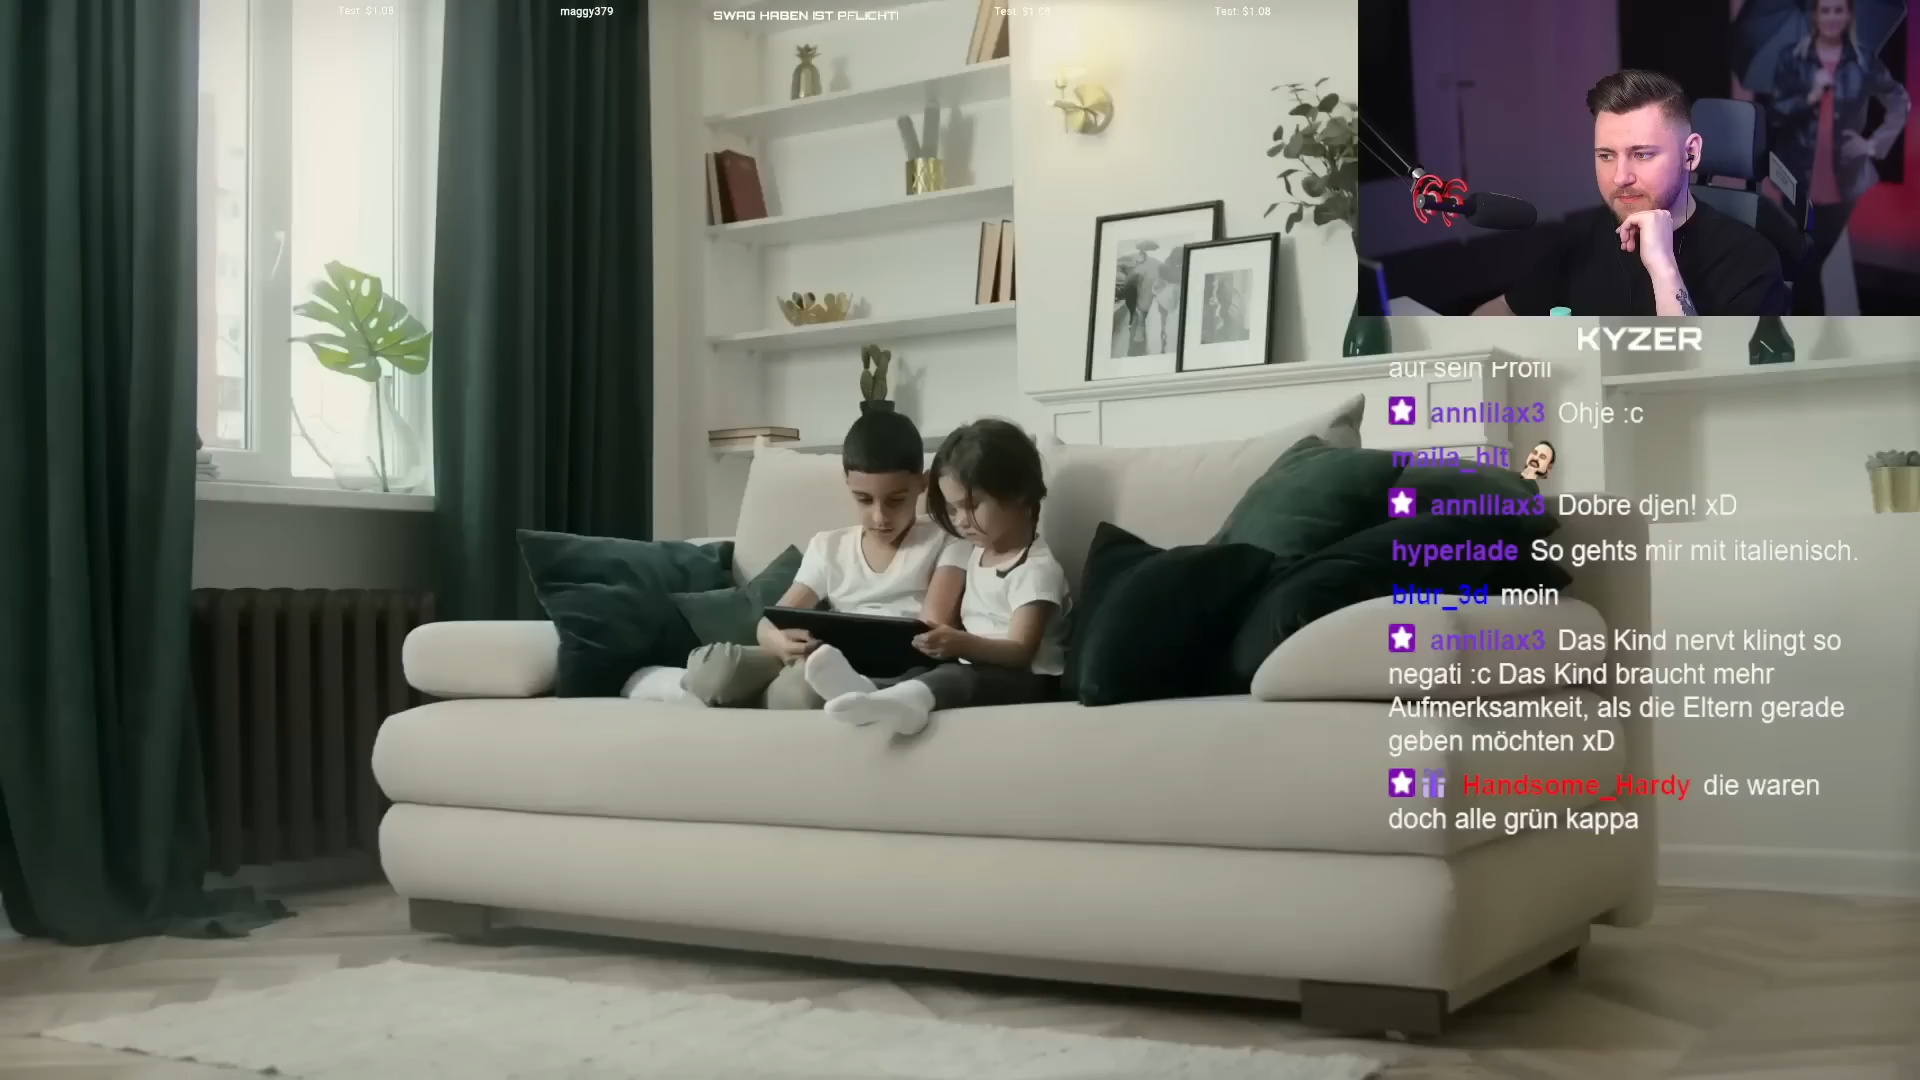 Test: $1.08
maggy379
SWAG HABEN IST PFLICHT!
Test: $1.08
Test: $1.08
KYZER
auf sein Profil
annlilax3 Ohje :c
maila_hlt
annlilax3 Dobre djen! xD
hyperlade So gehts mir mit italienisch.
blur_3d moin
annlilax3 Das Kind nervt klingt so
negati :c Das Kind braucht mehr
Aufmerksamkeit, als die Eltern gerade
geben möchten xD
Handsome_Hardy die waren
doch alle grün kappa